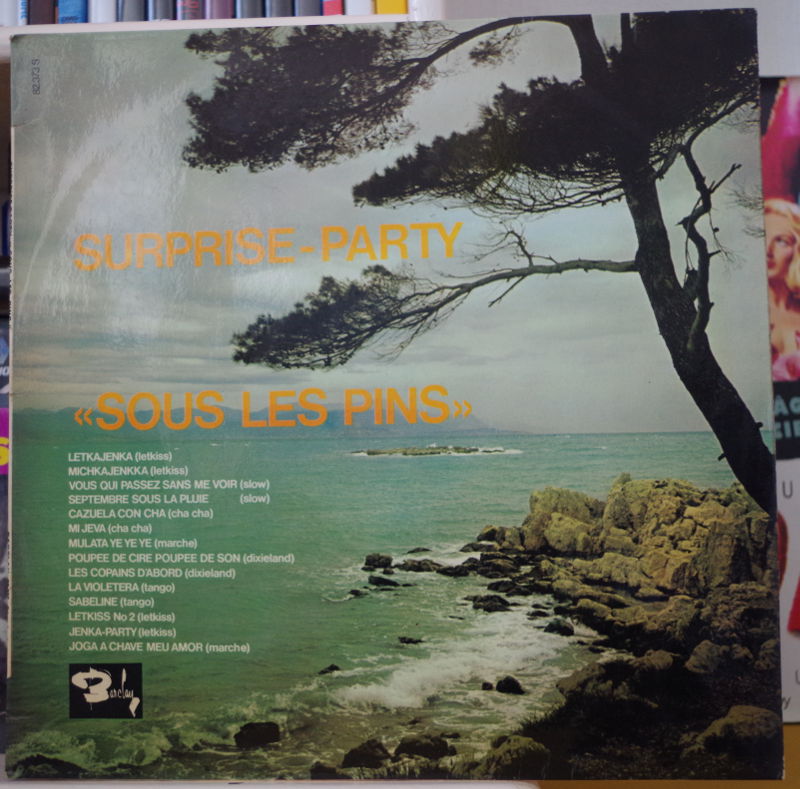 82.373 S
SURPRISE-PARTY
«SOUS LES PINS»
LETKAJENKA (letkiss)
MICHKAJENKKA (letkiss)
VOUS QUI PASSEZ SANS ME VOIR (slow)
SEPTEMBRE SOUS LA PLUIE (slow)
CAZUELA CON CHA (cha cha)
MI JEVA (cha cha)
MULATA YE YE YE (marche)
POUPEE DE CIRE POUPEE DE SON (dixieland)
LES COPAINS D'ABORD (dixieland)
LA VIOLETERA (tango)
SABELINE (tango)
LETKISS No 2 (letkiss)
JENKA-PARTY (letkiss)
JOGA A CHAVE MEU AMOR (marche)
Barclay